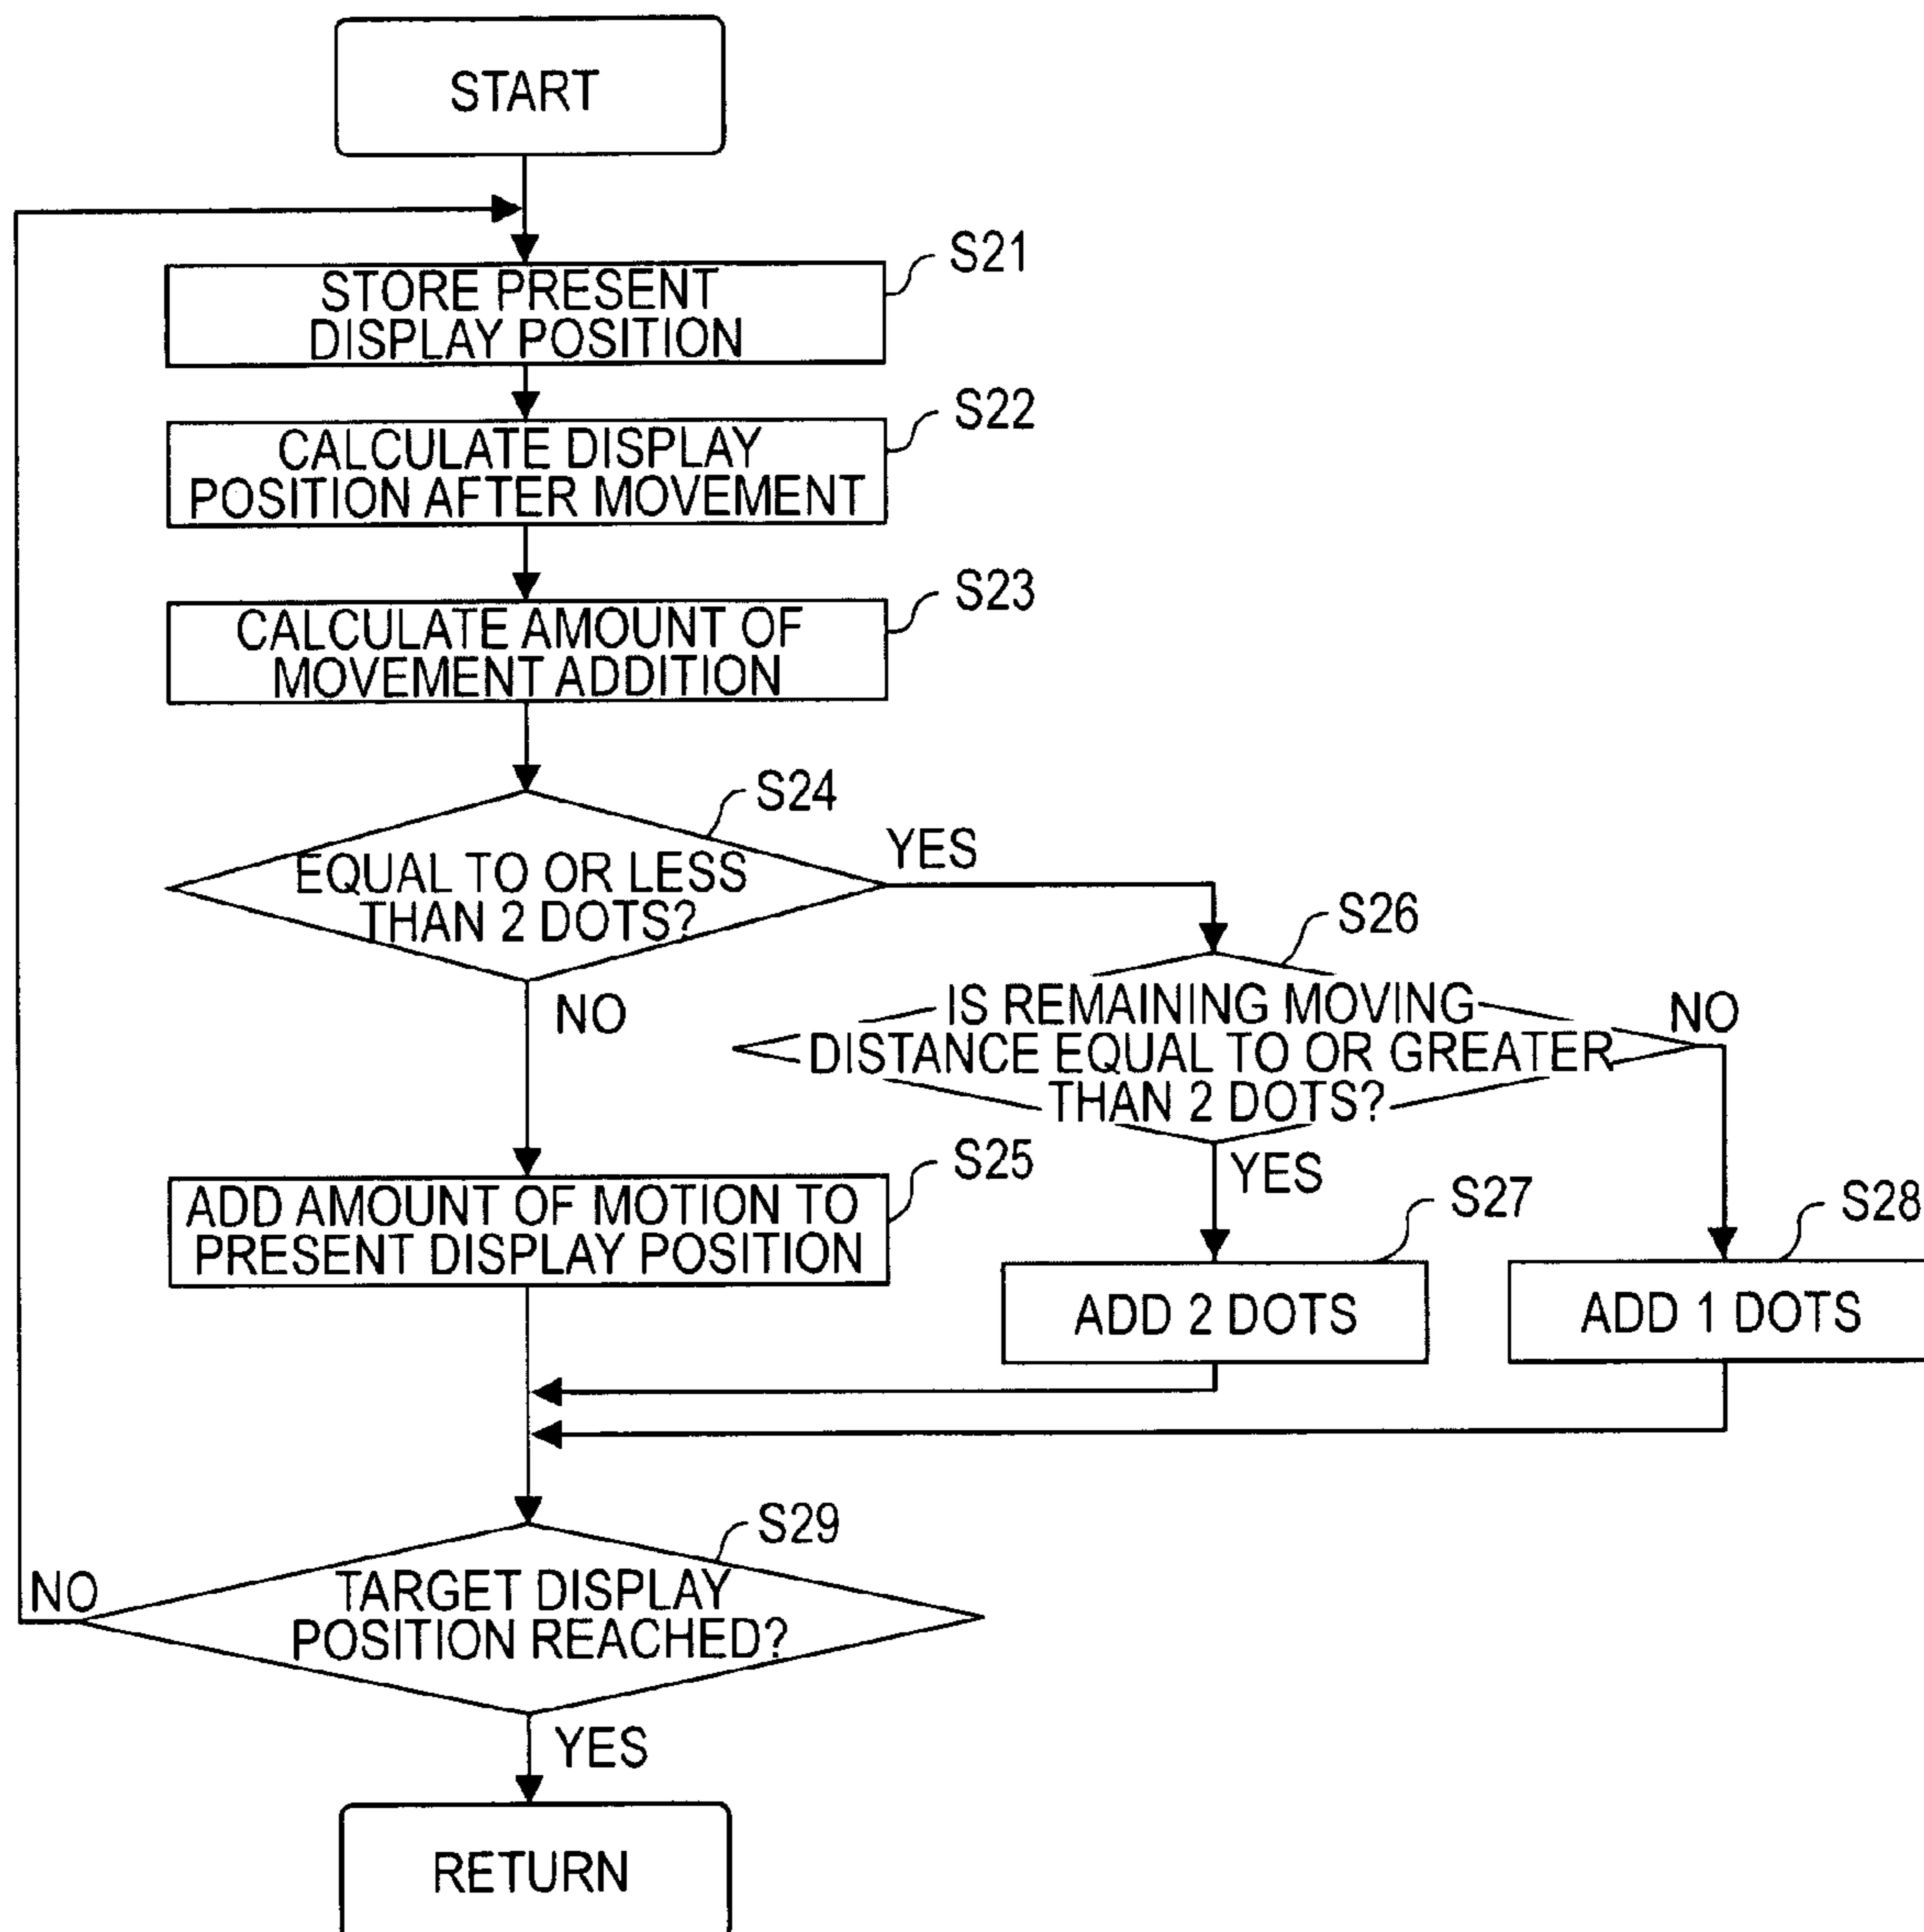 START
S21
STORE PRESENT
DISPLAY POSITION
S22
CALCULATE DISPLAY
POSITION AFTER MOVEMENT
S23
CALCULATE AMOUNT OF
MOVEMENT ADDITION
S24
EQUAL TO OR LESS
THAN 2 DOTS?
YES
NO
S26
IS REMAINING MOVING
DISTANCE EQUAL TO OR GREATER
THAN 2 DOTS?
NO
YES
S25
ADD AMOUNT OF MOTION TO
PRESENT DISPLAY POSITION
S27
ADD 2 DOTS
S28
ADD 1 DOTS
S29
TARGET DISPLAY
POSITION REACHED?
NO
YES
RETURN